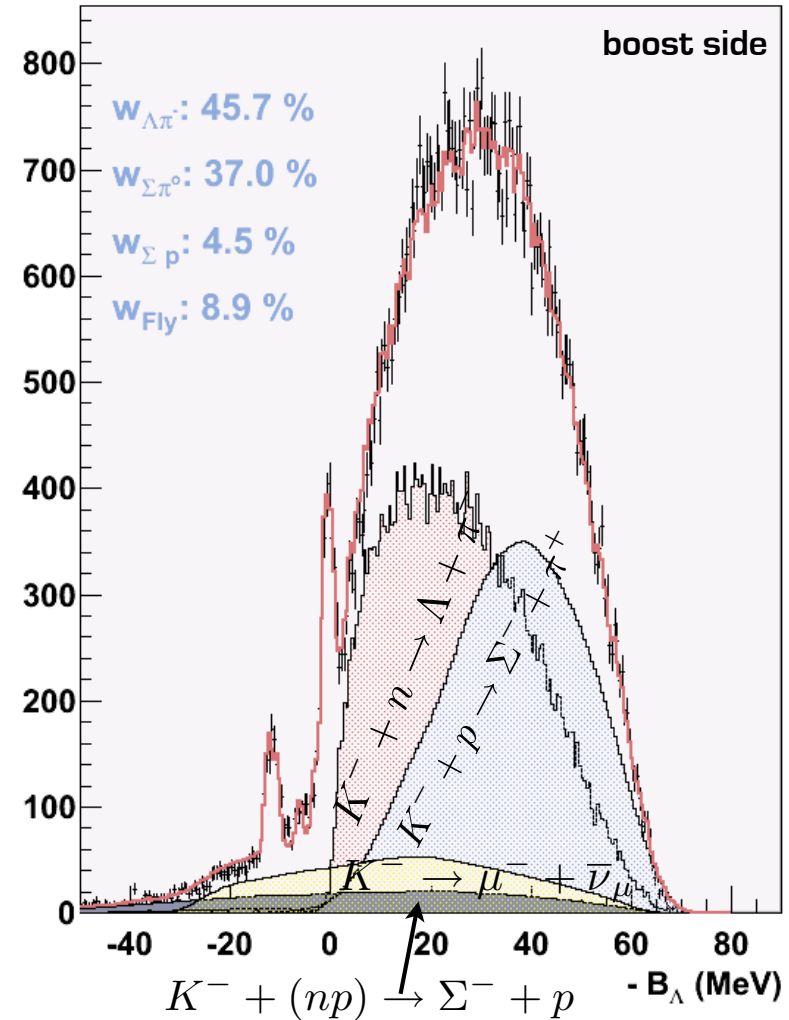 boost side
800
700
600
500
400
300
200
100
0
w_Λπ⁻: 45.7 %
w_Σπ°: 37.0 %
w_Σ p: 4.5 %
w_Fly: 8.9 %
K⁻ + n → Λ + π⁻
K⁻ + p → Σ⁻ + π⁺
K⁻ → μ⁻ + ν̄_μ
-40 -20 0 20 40 60 80
- B_Λ (MeV)
K⁻ + (np) → Σ⁻ + p